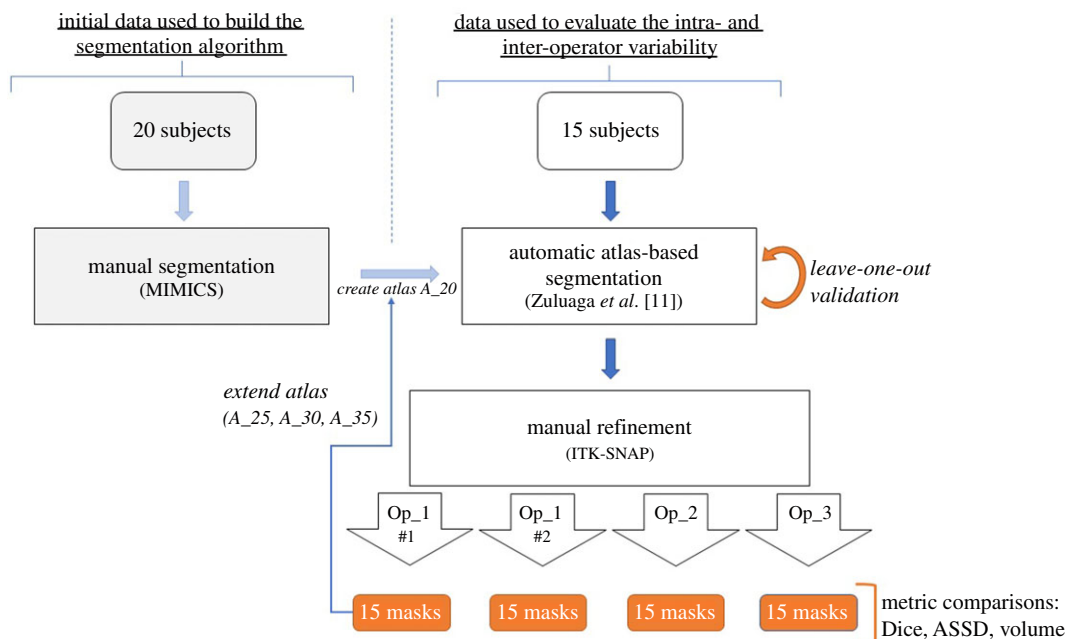 initial data used to build the
segmentation algorithm
data used to evaluate the intra- and
inter-operator variability
20 subjects
15 subjects
manual segmentation
(MIMICS)
create atlas A_20
automatic atlas-based
segmentation
(Zuluaga et al. [11])
leave-one-out
validation
extend atlas
(A_25, A_30, A_35)
manual refinement
(ITK-SNAP)
Op_1
#1
Op_1
#2
Op_2
Op_3
15 masks
15 masks
15 masks
15 masks
metric comparisons:
Dice, ASSD, volume